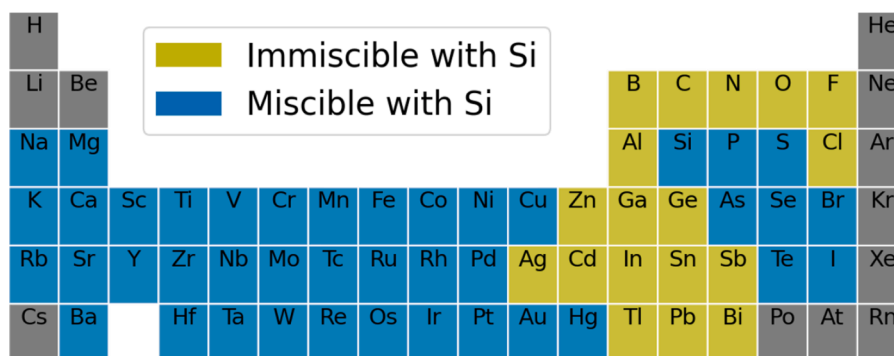 H He
Immiscible with Si
Li Be B C N O F Ne
Miscible with Si
Na Mg Al Si P S Cl Ar
K Ca Sc Ti V Cr Mn Fe Co Ni Cu Zn Ga Ge As Se Br Kr
Rb Sr Y Zr Nb Mo Tc Ru Rh Pd Ag Cd In Sn Sb Te I Xe
Cs Ba Hf Ta W Re Os Ir Pt Au Hg Tl Pb Bi Po At Rn